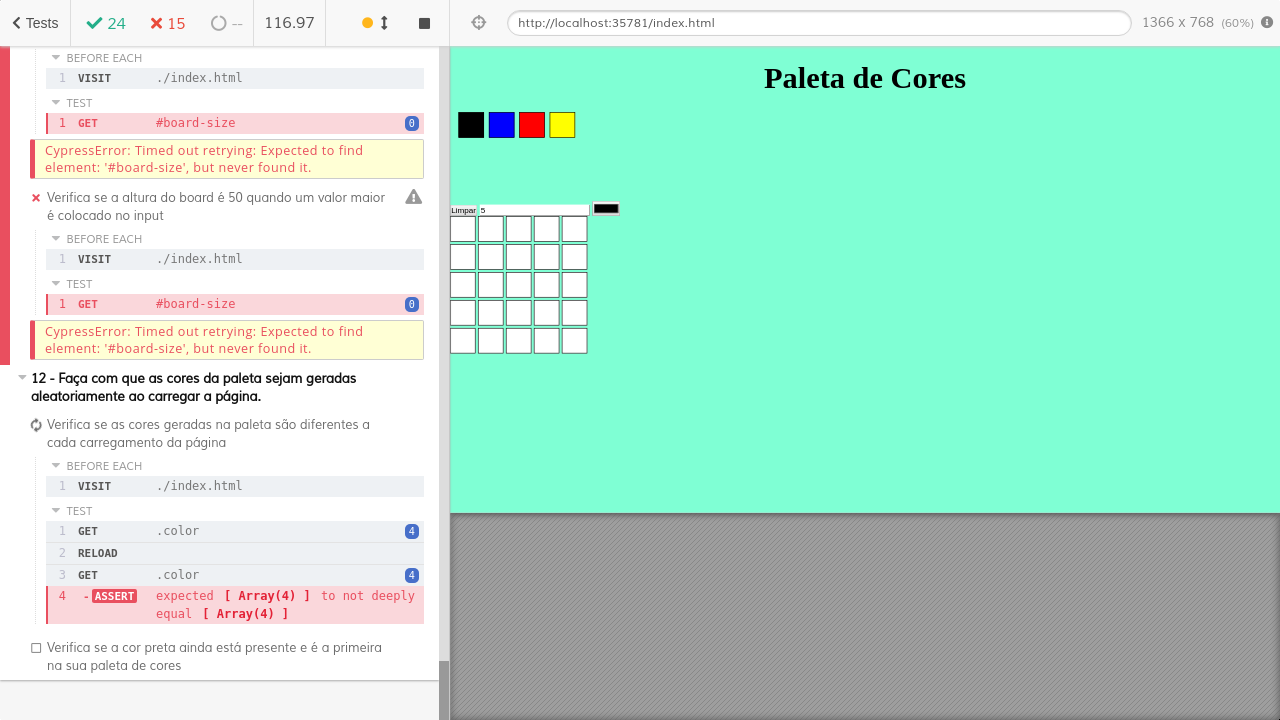 Tests 24 15 -- 116.97
http://localhost:35781/index.html 1366 x 768 (60%)
BEFORE EACH
1 VISIT ./index.html
TEST
1 GET #board-size 0
CypressError: Timed out retrying: Expected to find
element: '#board-size', but never found it.
Verifica se a altura do board é 50 quando um valor maior
é colocado no input
BEFORE EACH
1 VISIT ./index.html
TEST
1 GET #board-size 0
CypressError: Timed out retrying: Expected to find
element: '#board-size', but never found it.
12 - Faça com que as cores da paleta sejam geradas
aleatoriamente ao carregar a página.
Verifica se as cores geradas na paleta são diferentes a
cada carregamento da página
BEFORE EACH
1 VISIT ./index.html
TEST
1 GET .color 4
2 RELOAD
3 GET .color 4
4 -ASSERT expected [ Array(4) ] to not deeply
equal [ Array(4) ]
Verifica se a cor preta ainda está presente e é a primeira
na sua paleta de cores
Paleta de Cores
Limpar 5